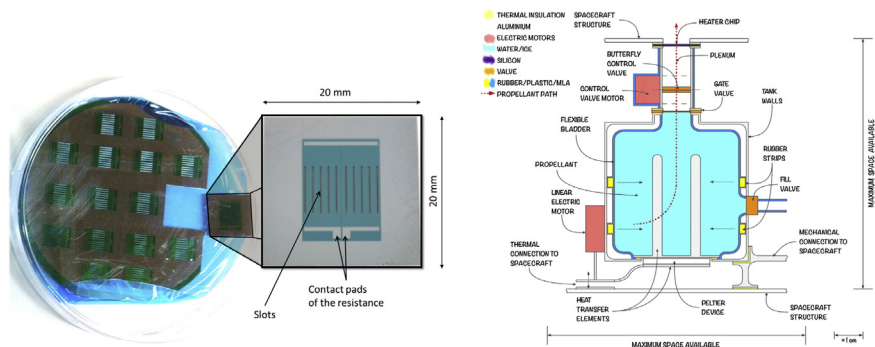 20 mm
20 mm
Slots
Contact pads
of the resistance
THERMAL INSULATION
ALUMINIUM
ELECTRIC MOTORS
WATER/ICE
SILICON
VALVE
RUBBER/PLASTIC/MLA
PROPELLANT PATH
SPACECRAFT
STRUCTURE
HEATER CHIP
BUTTERFLY
CONTROL
VALVE
PLENUM
CONTROL
VALVE MOTOR
GATE
VALVE
TANK
WALLS
FLEXIBLE
BLADDER
RUBBER
STRIPS
PROPELLANT
FILL
VALVE
LINEAR
ELECTRIC
MOTOR
THERMAL
CONNECTION TO
SPACECRAFT
MECHANICAL
CONNECTION TO
SPACECRAFT
HEAT
TRANSFER
ELEMENTS
PELTIER
DEVICE
SPACECRAFT
STRUCTURE
MAXIMUM SPACE AVAILABLE
MAXIMUM SPACE AVAILABLE